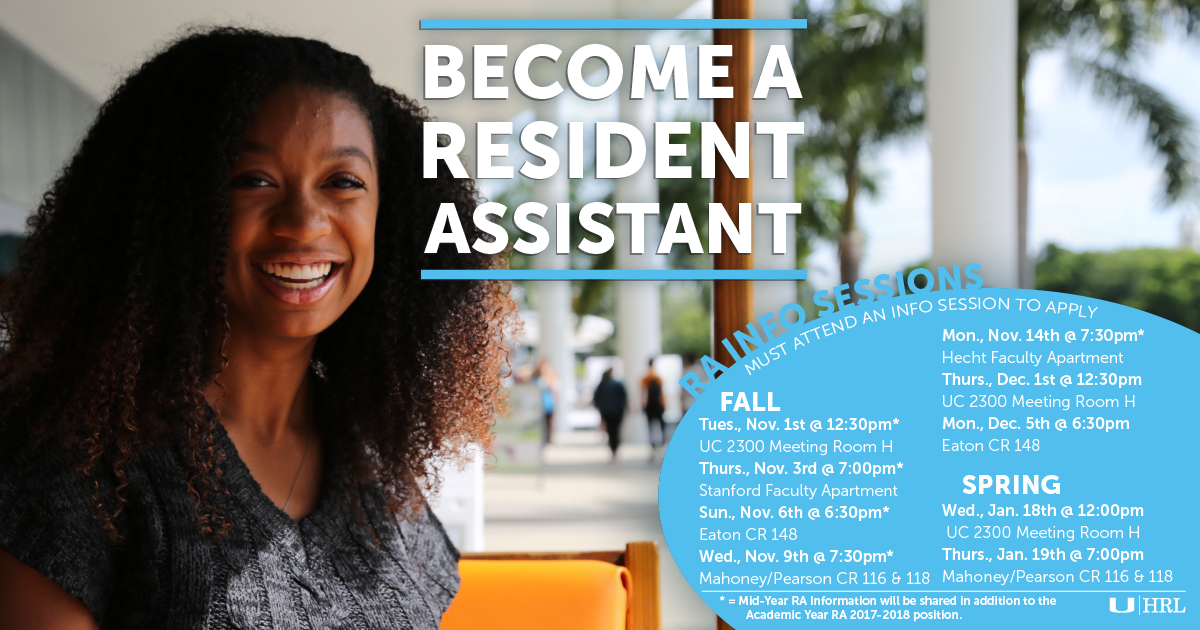 BECOME A
RESIDENT
ASSISTANT
RA INFO SESSIONS
MUST ATTEND AN INFO SESSION TO APPLY
FALL
Tues., Nov. 1st @ 12:30pm*
UC 2300 Meeting Room H
Thurs., Nov. 3rd @ 7:00pm*
Stanford Faculty Apartment
Sun., Nov. 6th @ 6:30pm*
Eaton CR 148
Wed., Nov. 9th @ 7:30pm*
Mahoney/Pearson CR 116 & 118
Mon., Nov. 14th @ 7:30pm*
Hecht Faculty Apartment
Thurs., Dec. 1st @ 12:30pm
UC 2300 Meeting Room H
Mon., Dec. 5th @ 6:30pm
Eaton CR 148
SPRING
Wed., Jan. 18th @ 12:00pm
UC 2300 Meeting Room H
Thurs., Jan. 19th @ 7:00pm
Mahoney/Pearson CR 116 & 118
* = Mid-Year RA Information will be shared in addition to the
Academic Year RA 2017-2018 position.
U HRL